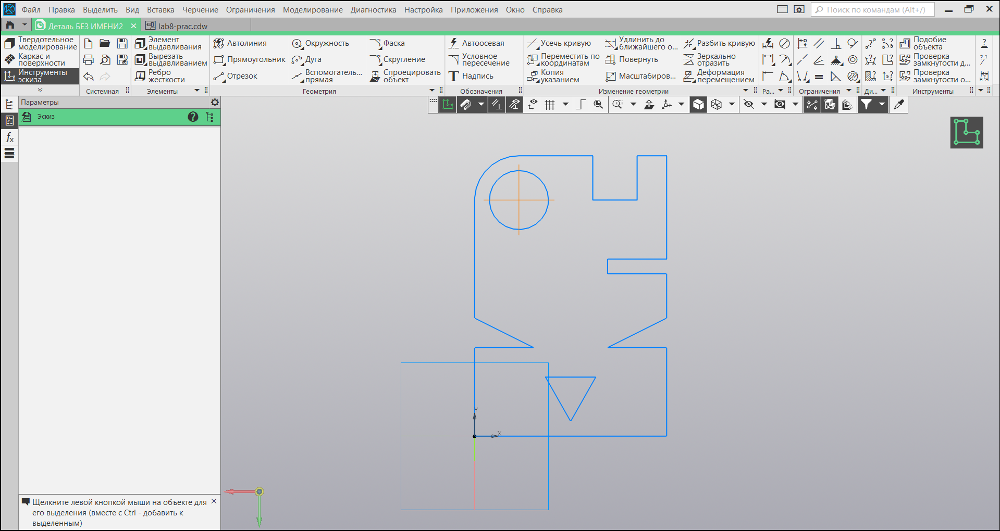 Файл Правка Выделить Вид Вставка Черчение Ограничения Моделирование Диагностика Настройка Приложения Окно Справка
Поиск по командам (Alt+/)
Деталь БЕЗ ИМЕНИ2
lab8-prac.cdw
Твердотельное
моделирование
Каркас и
поверхности
Инструменты
эскиза
Системная
Элемент
выдавливания
Вырезать
выдавливанием
Ребро
жесткости
Элементы
Автолиния
Прямоугольник
Отрезок
Окружность
Дуга
Вспомогатель...
прямая
Фаска
Скругление
Спроецировать
объект
Геометрия
Автоосевая
Условное
пересечение
Надпись
Обозначения
Усечь кривую
Переместить по
координатам
Копия
указанием
Удлинить до
ближайшего о...
Повернуть
Масштабиров...
Разбить кривую
Зеркально
отразить
Деформация
перемещением
Изменение геометрии
Ра...
Ограничения
Ди...
Подобие
объекта
Проверка
замкнутости д...
Проверка
замкнутости о...
Инструменты
Параметры
Эскиз
fx
Y
X
Щелкните левой кнопкой мыши на объекте для
его выделения (вместе с Ctrl - добавить к
выделенным)